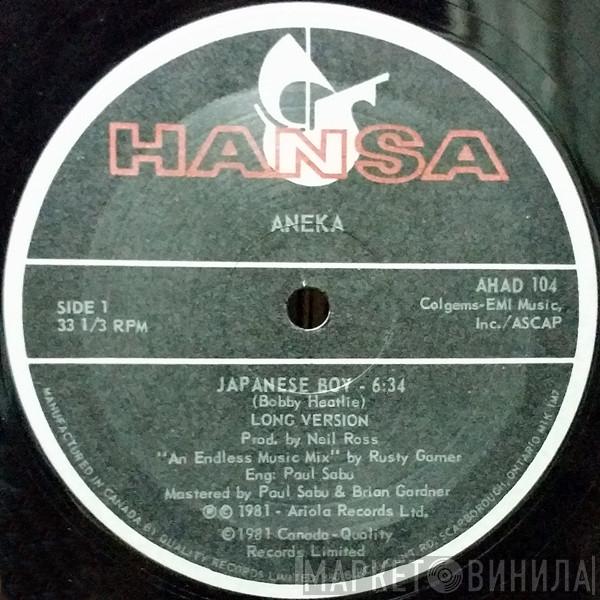 HANSA
ANEKA
SIDE 1
33 1/3 RPM
AHAD 104
Colgems-EMI Music,
Inc./ASCAP
JAPANESE BOY - 6:34
(Bobby Heatlie)
LONG VERSION
Prod. by Neil Ross
"An Endless Music Mix" by Rusty Garner
Eng: Paul Sabu
Mastered by Paul Sabu & Brian Gardner
℗ © 1981 - Ariola Records Ltd.
©1981 Canada-Quality
Records Limited
MANUFACTURED IN CANADA BY QUALITY RECORDS LIMITED RD. SCARBOROUGH, ONTARIO M1K 1M7
МАРКЕТ ВИНИЛА